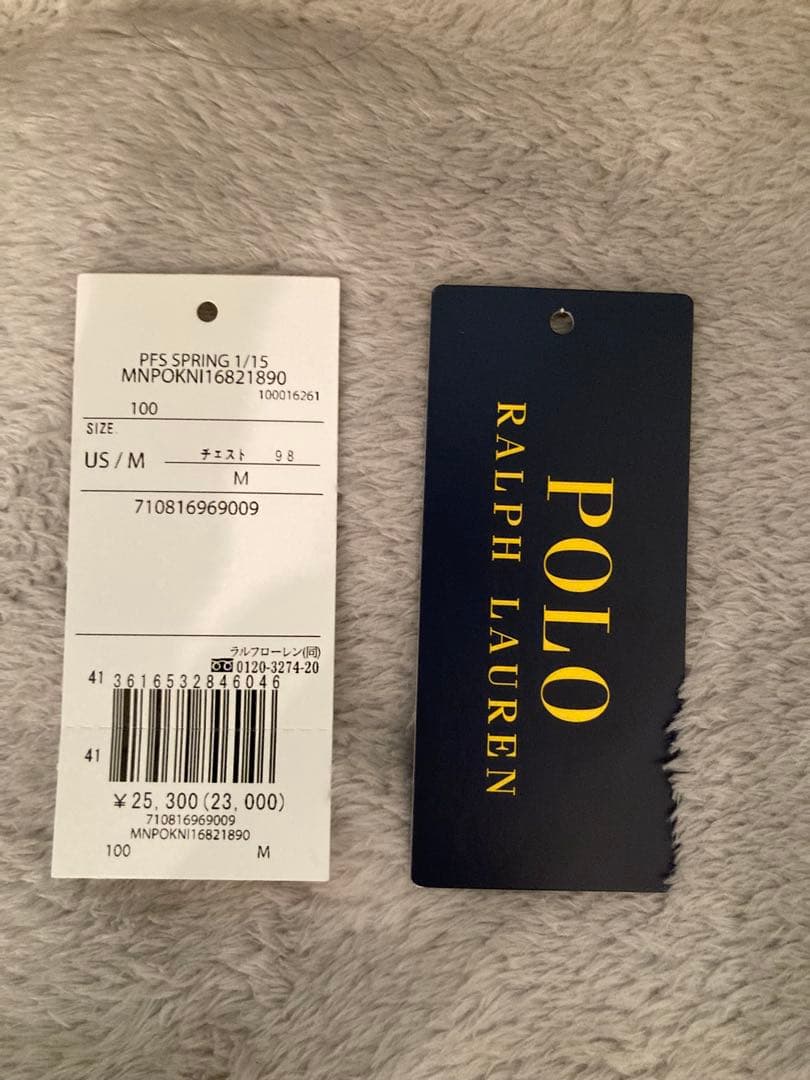 PFS SPRING 1/15
MNPOKNI16821890
100016261
100
SIZE
US / M
チェスト 98
M
710816969009
ラルフローレン(同)
0120-3274-20
41 3616532846046
41
¥25,300(23,000)
710816969009
MNPOKNI16821890
100 M
POLO
RALPH LAUREN